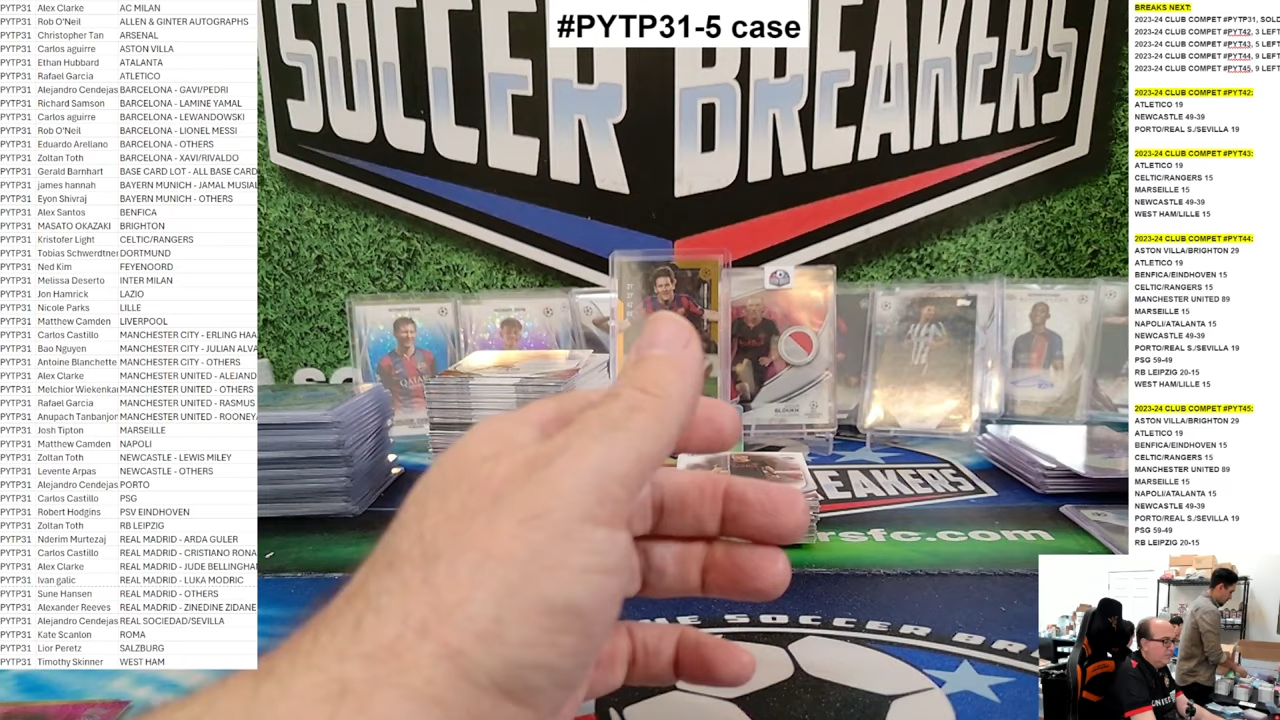 #PYTP31-5 case
SOCCER BREAKERS
PYTP31 Alex Clarke AC MILAN
PYTP31 Rob O'Neil ALLEN & GINTER AUTOGRAPHS
PYTP31 Christopher Tan ARSENAL
PYTP31 Carlos aguirre ASTON VILLA
PYTP31 Ethan Hubbard ATALANTA
PYTP31 Rafael Garcia ATLETICO
PYTP31 Alejandro Cendejas BARCELONA - GAVI/PEDRI
PYTP31 Richard Samson BARCELONA - LAMINE YAMAL
PYTP31 Carlos aguirre BARCELONA - LEWANDOWSKI
PYTP31 Rob O'Neil BARCELONA - LIONEL MESSI
PYTP31 Eduardo Arellano BARCELONA - OTHERS
PYTP31 Zoltan Toth BARCELONA - XAVI/RIVALDO
PYTP31 Gerald Barnhart BASE CARD LOT - ALL BASE CARD
PYTP31 james hannah BAYERN MUNICH - JAMAL MUSIAL
PYTP31 Eyon Shivraj BAYERN MUNICH - OTHERS
PYTP31 Alex Santos BENFICA
PYTP31 MASATO OKAZAKI BRIGHTON
PYTP31 Kristofer Light CELTIC/RANGERS
PYTP31 Tobias Schwerdtner DORTMUND
PYTP31 Ned Kim FEYENOORD
PYTP31 Melissa Deserto INTER MILAN
PYTP31 Jon Hamrick LAZIO
PYTP31 Nicole Parks LILLE
PYTP31 Matthew Camden LIVERPOOL
PYTP31 Carlos Castillo MANCHESTER CITY - ERLING HAA
PYTP31 Bao Nguyen MANCHESTER CITY - JULIAN ALVA
PYTP31 Antoine Blanchette MANCHESTER CITY - OTHERS
PYTP31 Alex Clarke MANCHESTER UNITED - ALEJAND
PYTP31 Melchior Wiekenkar MANCHESTER UNITED - OTHERS
PYTP31 Rafael Garcia MANCHESTER UNITED - RASMUS
PYTP31 Anupach Tanbanjor MANCHESTER UNITED - ROONEY
PYTP31 Josh Tipton MARSEILLE
PYTP31 Matthew Camden NAPOLI
PYTP31 Zoltan Toth NEWCASTLE - LEWIS MILEY
PYTP31 Levente Arpas NEWCASTLE - OTHERS
PYTP31 Alejandro Cendejas PORTO
PYTP31 Carlos Castillo PSG
PYTP31 Robert Hodgins PSV EINDHOVEN
PYTP31 Zoltan Toth RB LEIPZIG
PYTP31 Nderim Murtezaj REAL MADRID - ARDA GULER
PYTP31 Carlos Castillo REAL MADRID - CRISTIANO RONA
PYTP31 Alex Clarke REAL MADRID - JUDE BELLINGHA
PYTP31 Ivan galic REAL MADRID - LUKA MODRIC
PYTP31 Sune Hansen REAL MADRID - OTHERS
PYTP31 Alexander Reeves REAL MADRID - ZINEDINE ZIDANE
PYTP31 Alejandro Cendejas REAL SOCIEDAD/SEVILLA
PYTP31 Kate Scanlon ROMA
PYTP31 Lior Peretz SALZBURG
PYTP31 Timothy Skinner WEST HAM
BREAKS NEXT:
2023-24 CLUB COMPET #PYTP31, SOLD
2023-24 CLUB COMPET #PYT42, 3 LEFT
2023-24 CLUB COMPET #PYT43, 5 LEFT
2023-24 CLUB COMPET #PYT44, 9 LEFT
2023-24 CLUB COMPET #PYT45, 9 LEFT
2023-24 CLUB COMPET #PYT42:
ATLETICO 19
NEWCASTLE 49-39
PORTO/REAL S./SEVILLA 19
2023-24 CLUB COMPET #PYT43:
ATLETICO 19
CELTIC/RANGERS 15
MARSEILLE 15
NEWCASTLE 49-39
WEST HAM/LILLE 15
2023-24 CLUB COMPET #PYT44:
ASTON VILLA/BRIGHTON 29
ATLETICO 19
BENFICA/EINDHOVEN 15
CELTIC/RANGERS 15
MANCHESTER UNITED 89
MARSEILLE 15
NAPOLI/ATALANTA 15
NEWCASTLE 49-39
PORTO/REAL S./SEVILLA 19
PSG 59-49
RB LEIPZIG 20-15
WEST HAM/LILLE 15
2023-24 CLUB COMPET #PYT45:
ASTON VILLA/BRIGHTON 29
ATLETICO 19
BENFICA/EINDHOVEN 15
CELTIC/RANGERS 15
MANCHESTER UNITED 89
MARSEILLE 15
NAPOLI/ATALANTA 15
NEWCASTLE 49-39
PORTO/REAL S./SEVILLA 19
PSG 59-49
RB LEIPZIG 20-15
EAKERS
ersfc.com
E SOCCER BRE